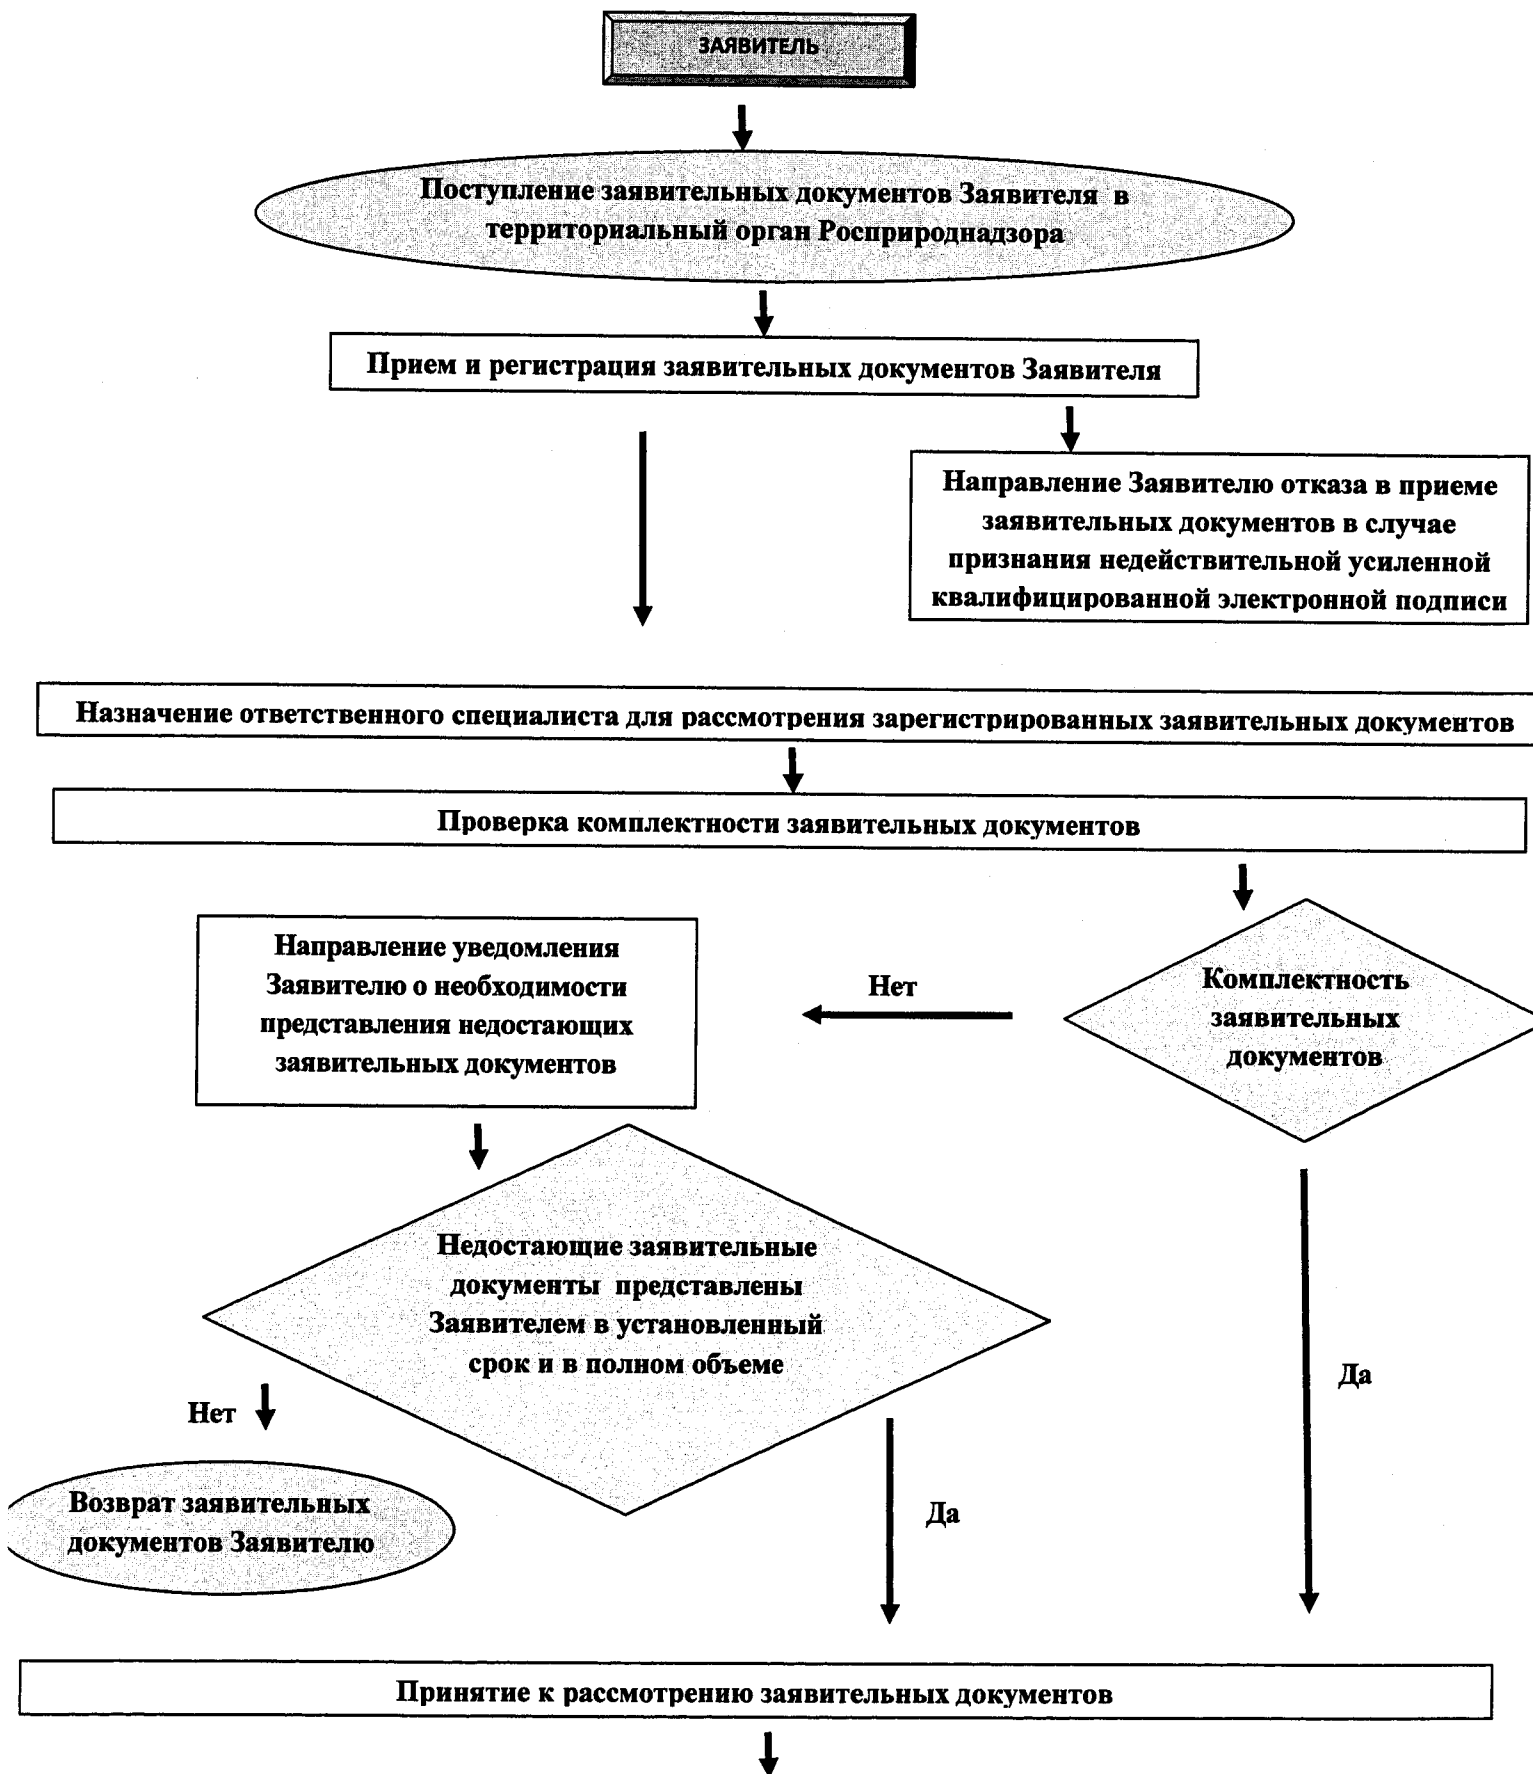 ЗАЯВИТЕЛЬ
Поступление заявительных документов Заявителя в
территориальный орган Росприроднадзора
Прием и регистрация заявительных документов Заявителя
Направление Заявителю отказа в приеме
заявительных документов в случае
признания недействительной усиленной
квалифицированной электронной подписи
Назначение ответственного специалиста для рассмотрения зарегистрированных заявительных документов
Проверка комплектности заявительных документов
Направление уведомления
Заявителю о необходимости
представления недостающих
заявительных документов
Нет
Комплектность
заявительных
документов
Недостающие заявительные
документы представлены
Заявителем в установленный
срок и в полном объеме
Да
Нет
Возврат заявительных
документов Заявителю
Да
Принятие к рассмотрению заявительных документов